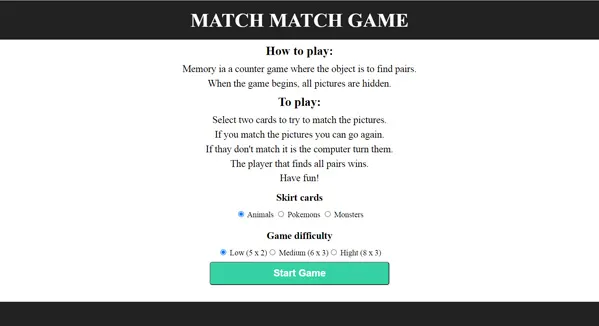 MATCH MATCH GAME
How to play:
Memory ia a counter game where the object is to find pairs.
When the game begins, all pictures are hidden.
To play:
Select two cards to try to match the pictures.
If you match the pictures you can go again.
If thay don't match it is the computer turn them.
The player that finds all pairs wins.
Have fun!
Skirt cards
Animals Pokemons Monsters
Game difficulty
Low (5 x 2) Medium (6 x 3) Hight (8 x 3)
Start Game